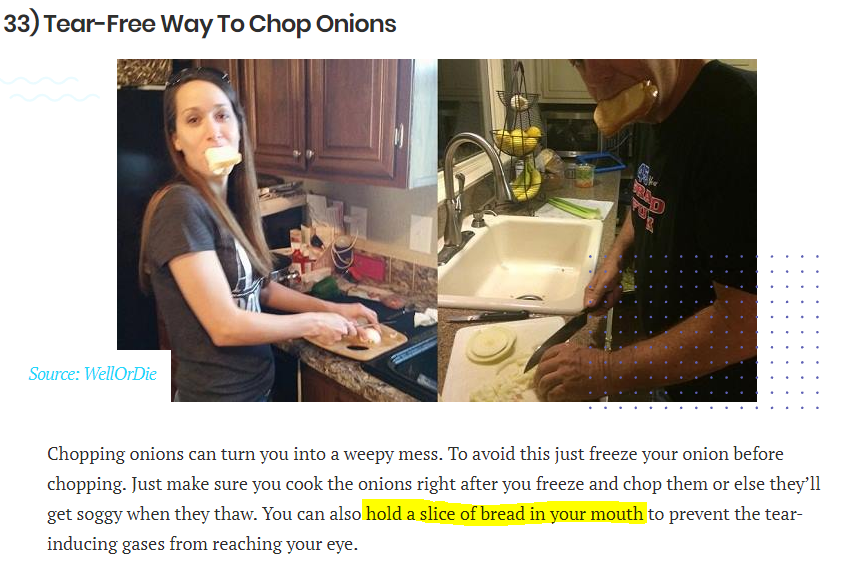 33) Tear-Free Way To Chop Onions
Source: WellOrDie
Chopping onions can turn you into a weepy mess. To avoid this just freeze your onion before
chopping. Just make sure you cook the onions right after you freeze and chop them or else they’ll
get soggy when they thaw. You can also hold a slice of bread in your mouth to prevent the tear-
inducing gases from reaching your eye.